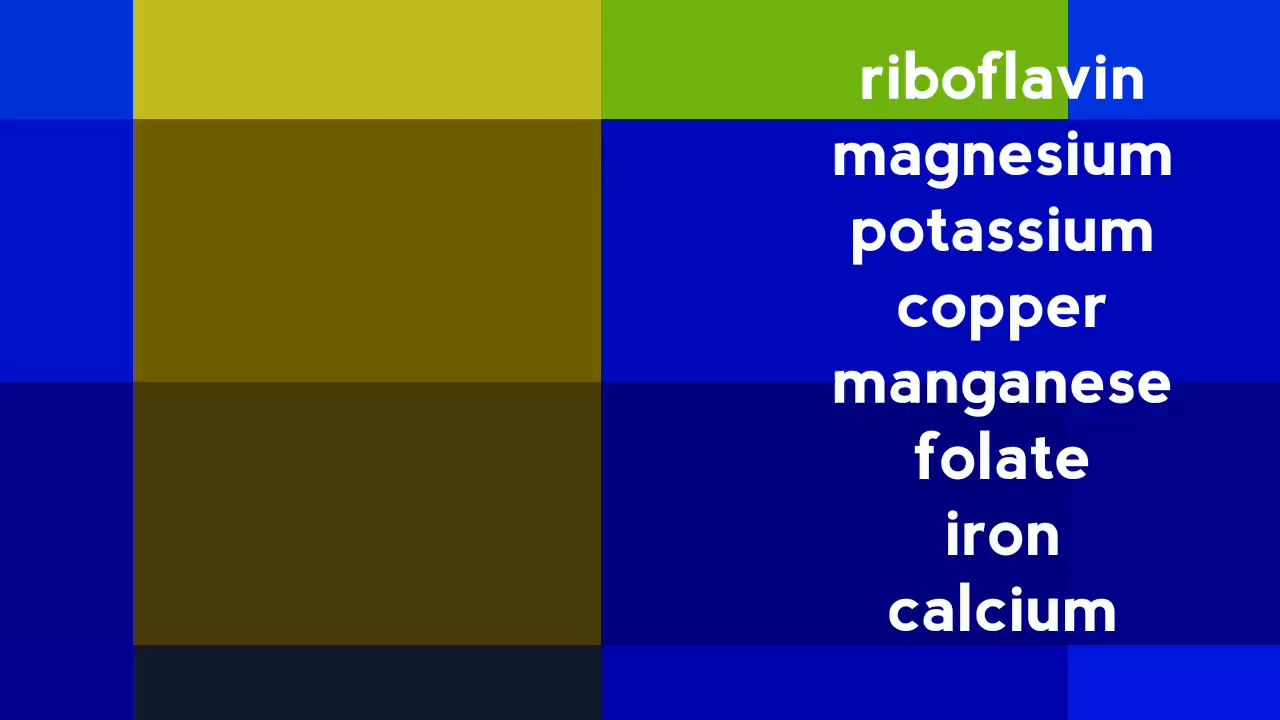 riboflavin
magnesium
potassium
copper
manganese
folate
iron
calcium